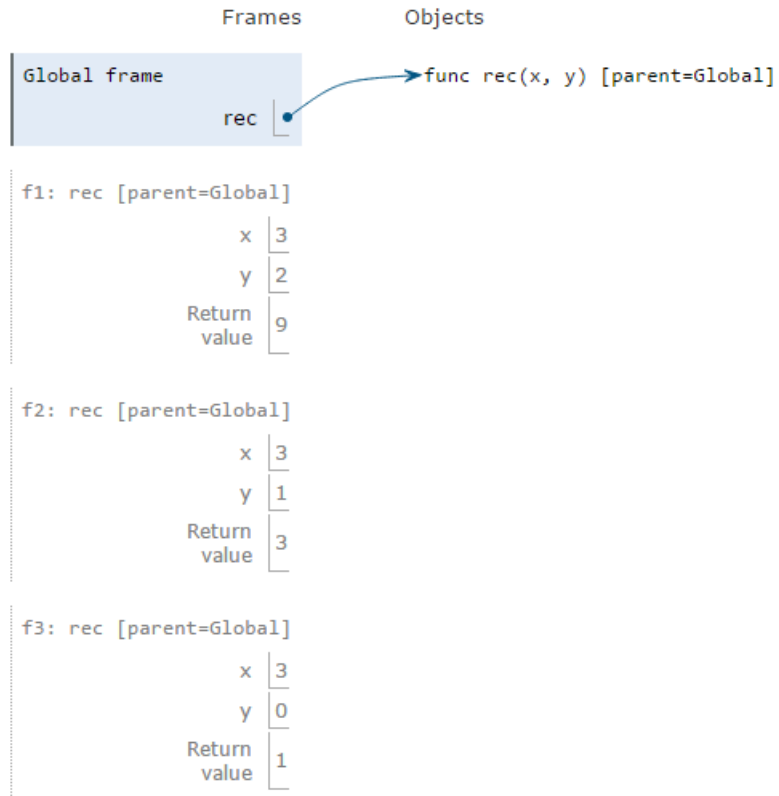 Frames Objects
Global frame func rec(x, y) [parent=Global]
rec
f1: rec [parent=Global]
x 3
y 2
Return
value 9
f2: rec [parent=Global]
x 3
y 1
Return
value 3
f3: rec [parent=Global]
x 3
y 0
Return
value 1